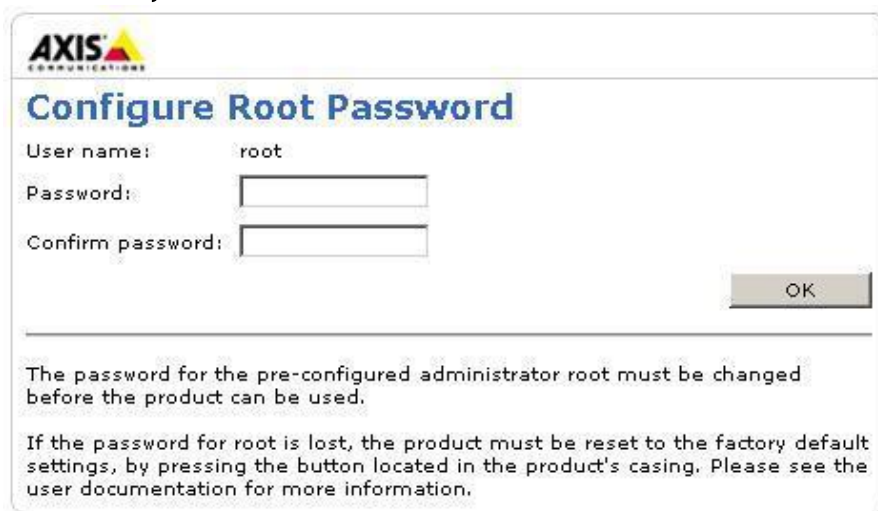 AXIS
COMMUNICATIONS
Configure Root Password
User name: root
Password:
Confirm password:
OK
The password for the pre-configured administrator root must be changed
before the product can be used.
If the password for root is lost, the product must be reset to the factory default
settings, by pressing the button located in the product's casing. Please see the
user documentation for more information.